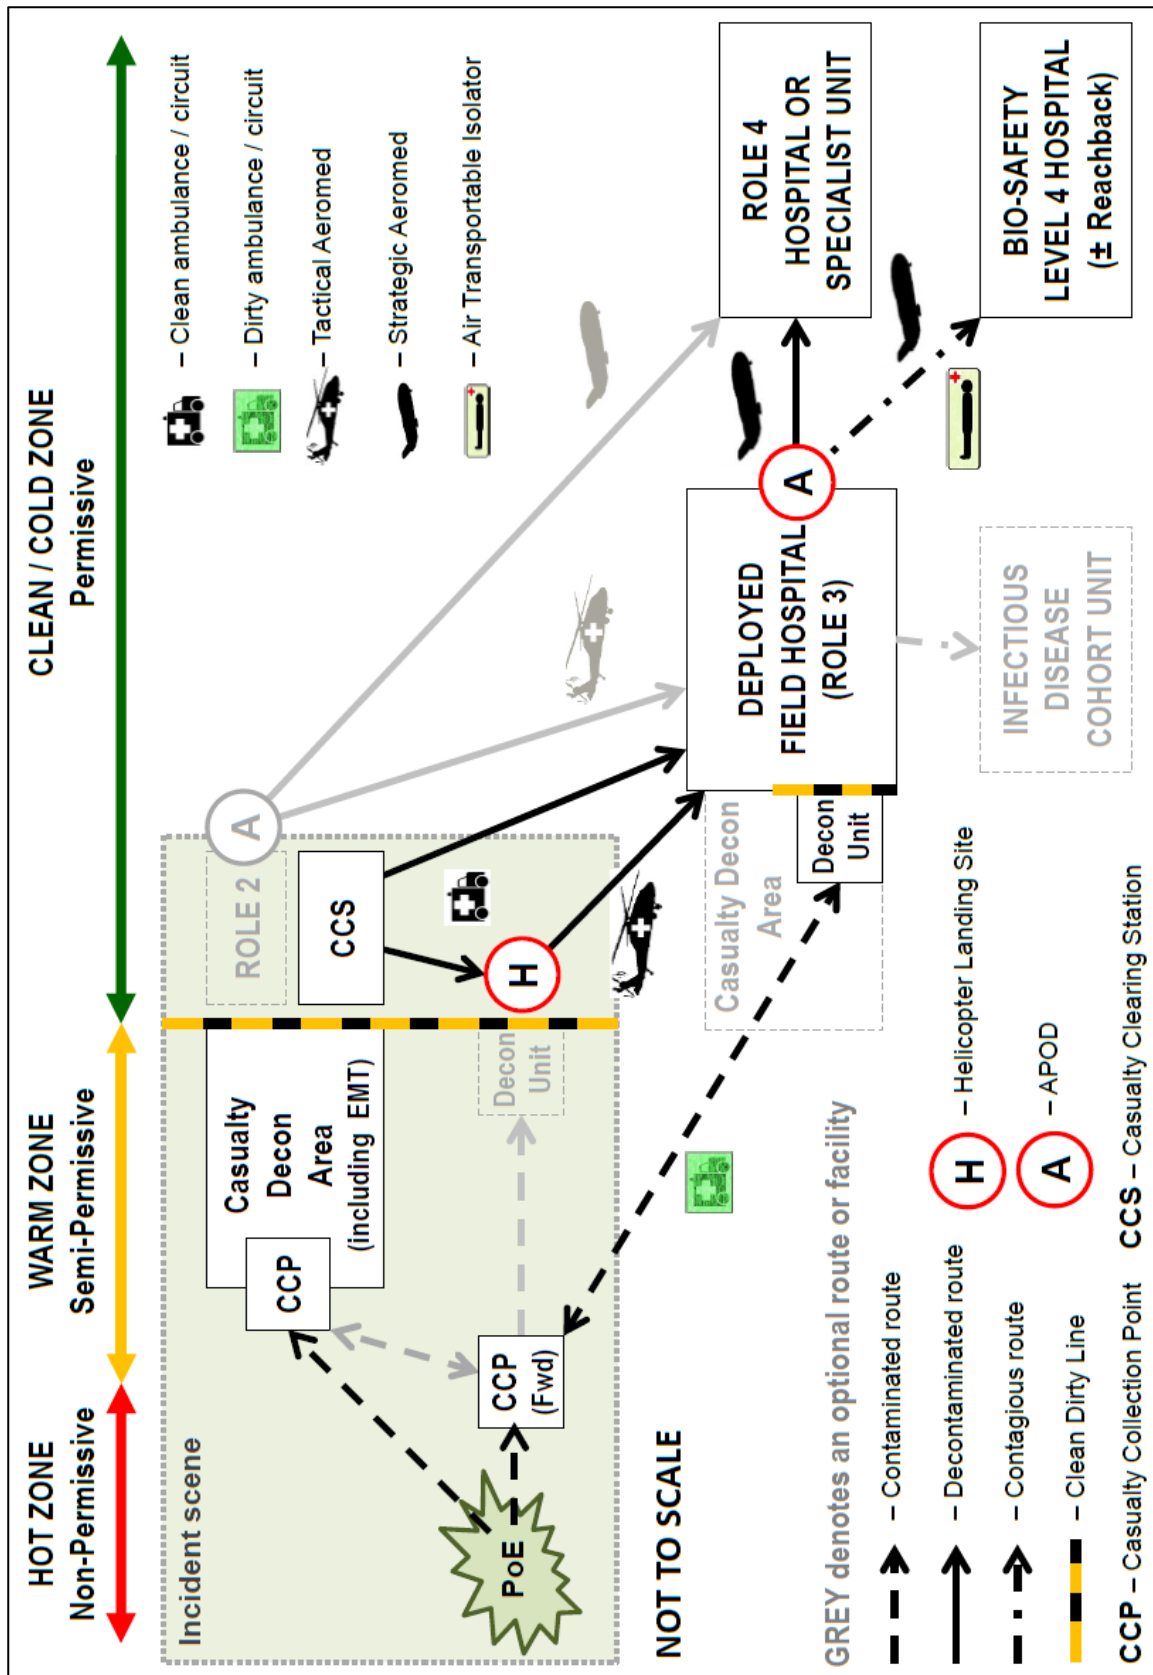 HOT ZONE
Non-Permissive
WARM ZONE
Semi-Permissive
CLEAN / COLD ZONE
Permissive
Incident scene
PoE
CCP
CCP
(Fwd)
Casualty
Decon
Area
(including EMT)
Decon
Unit
ROLE 2
A
CCS
H
– Clean ambulance / circuit
– Dirty ambulance / circuit
– Tactical Aeromed
– Strategic Aeromed
– Air Transportable Isolator
Casualty Decon
Area
Decon
Unit
DEPLOYED
FIELD HOSPITAL
(ROLE 3)
A
ROLE 4
HOSPITAL OR
SPECIALIST UNIT
INFECTIOUS
DISEASE
COHORT UNIT
BIO-SAFETY
LEVEL 4 HOSPITAL
(± Reachback)
NOT TO SCALE
GREY denotes an optional route or facility
– Contaminated route
– Decontaminated route
– Contagious route
– Clean Dirty Line
H – Helicopter Landing Site
A – APOD
CCP – Casualty Collection Point
CCS – Casualty Clearing Station